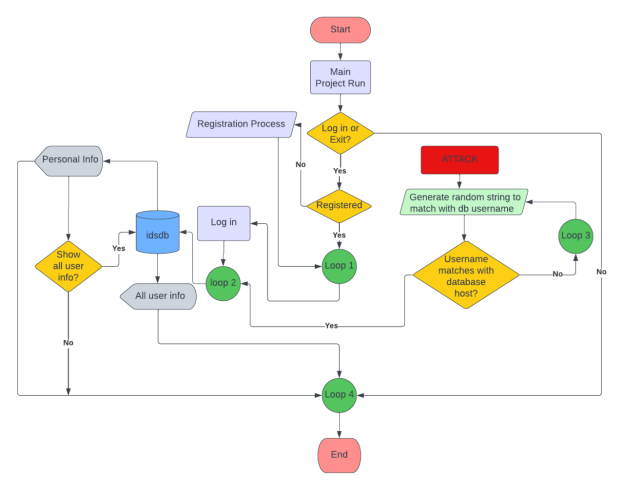 Start
Main
Project Run
Registration Process
Log in or
Exit?
No
Yes
Personal Info
ATTACK
Generate random string to
match with db username
Registered
Log in
idsdb
Yes
Yes
Loop 3
Show
all user
info?
Loop 1
Username
matches with
database
host?
No
No
loop 2
All user info
Yes
No
Loop 4
End